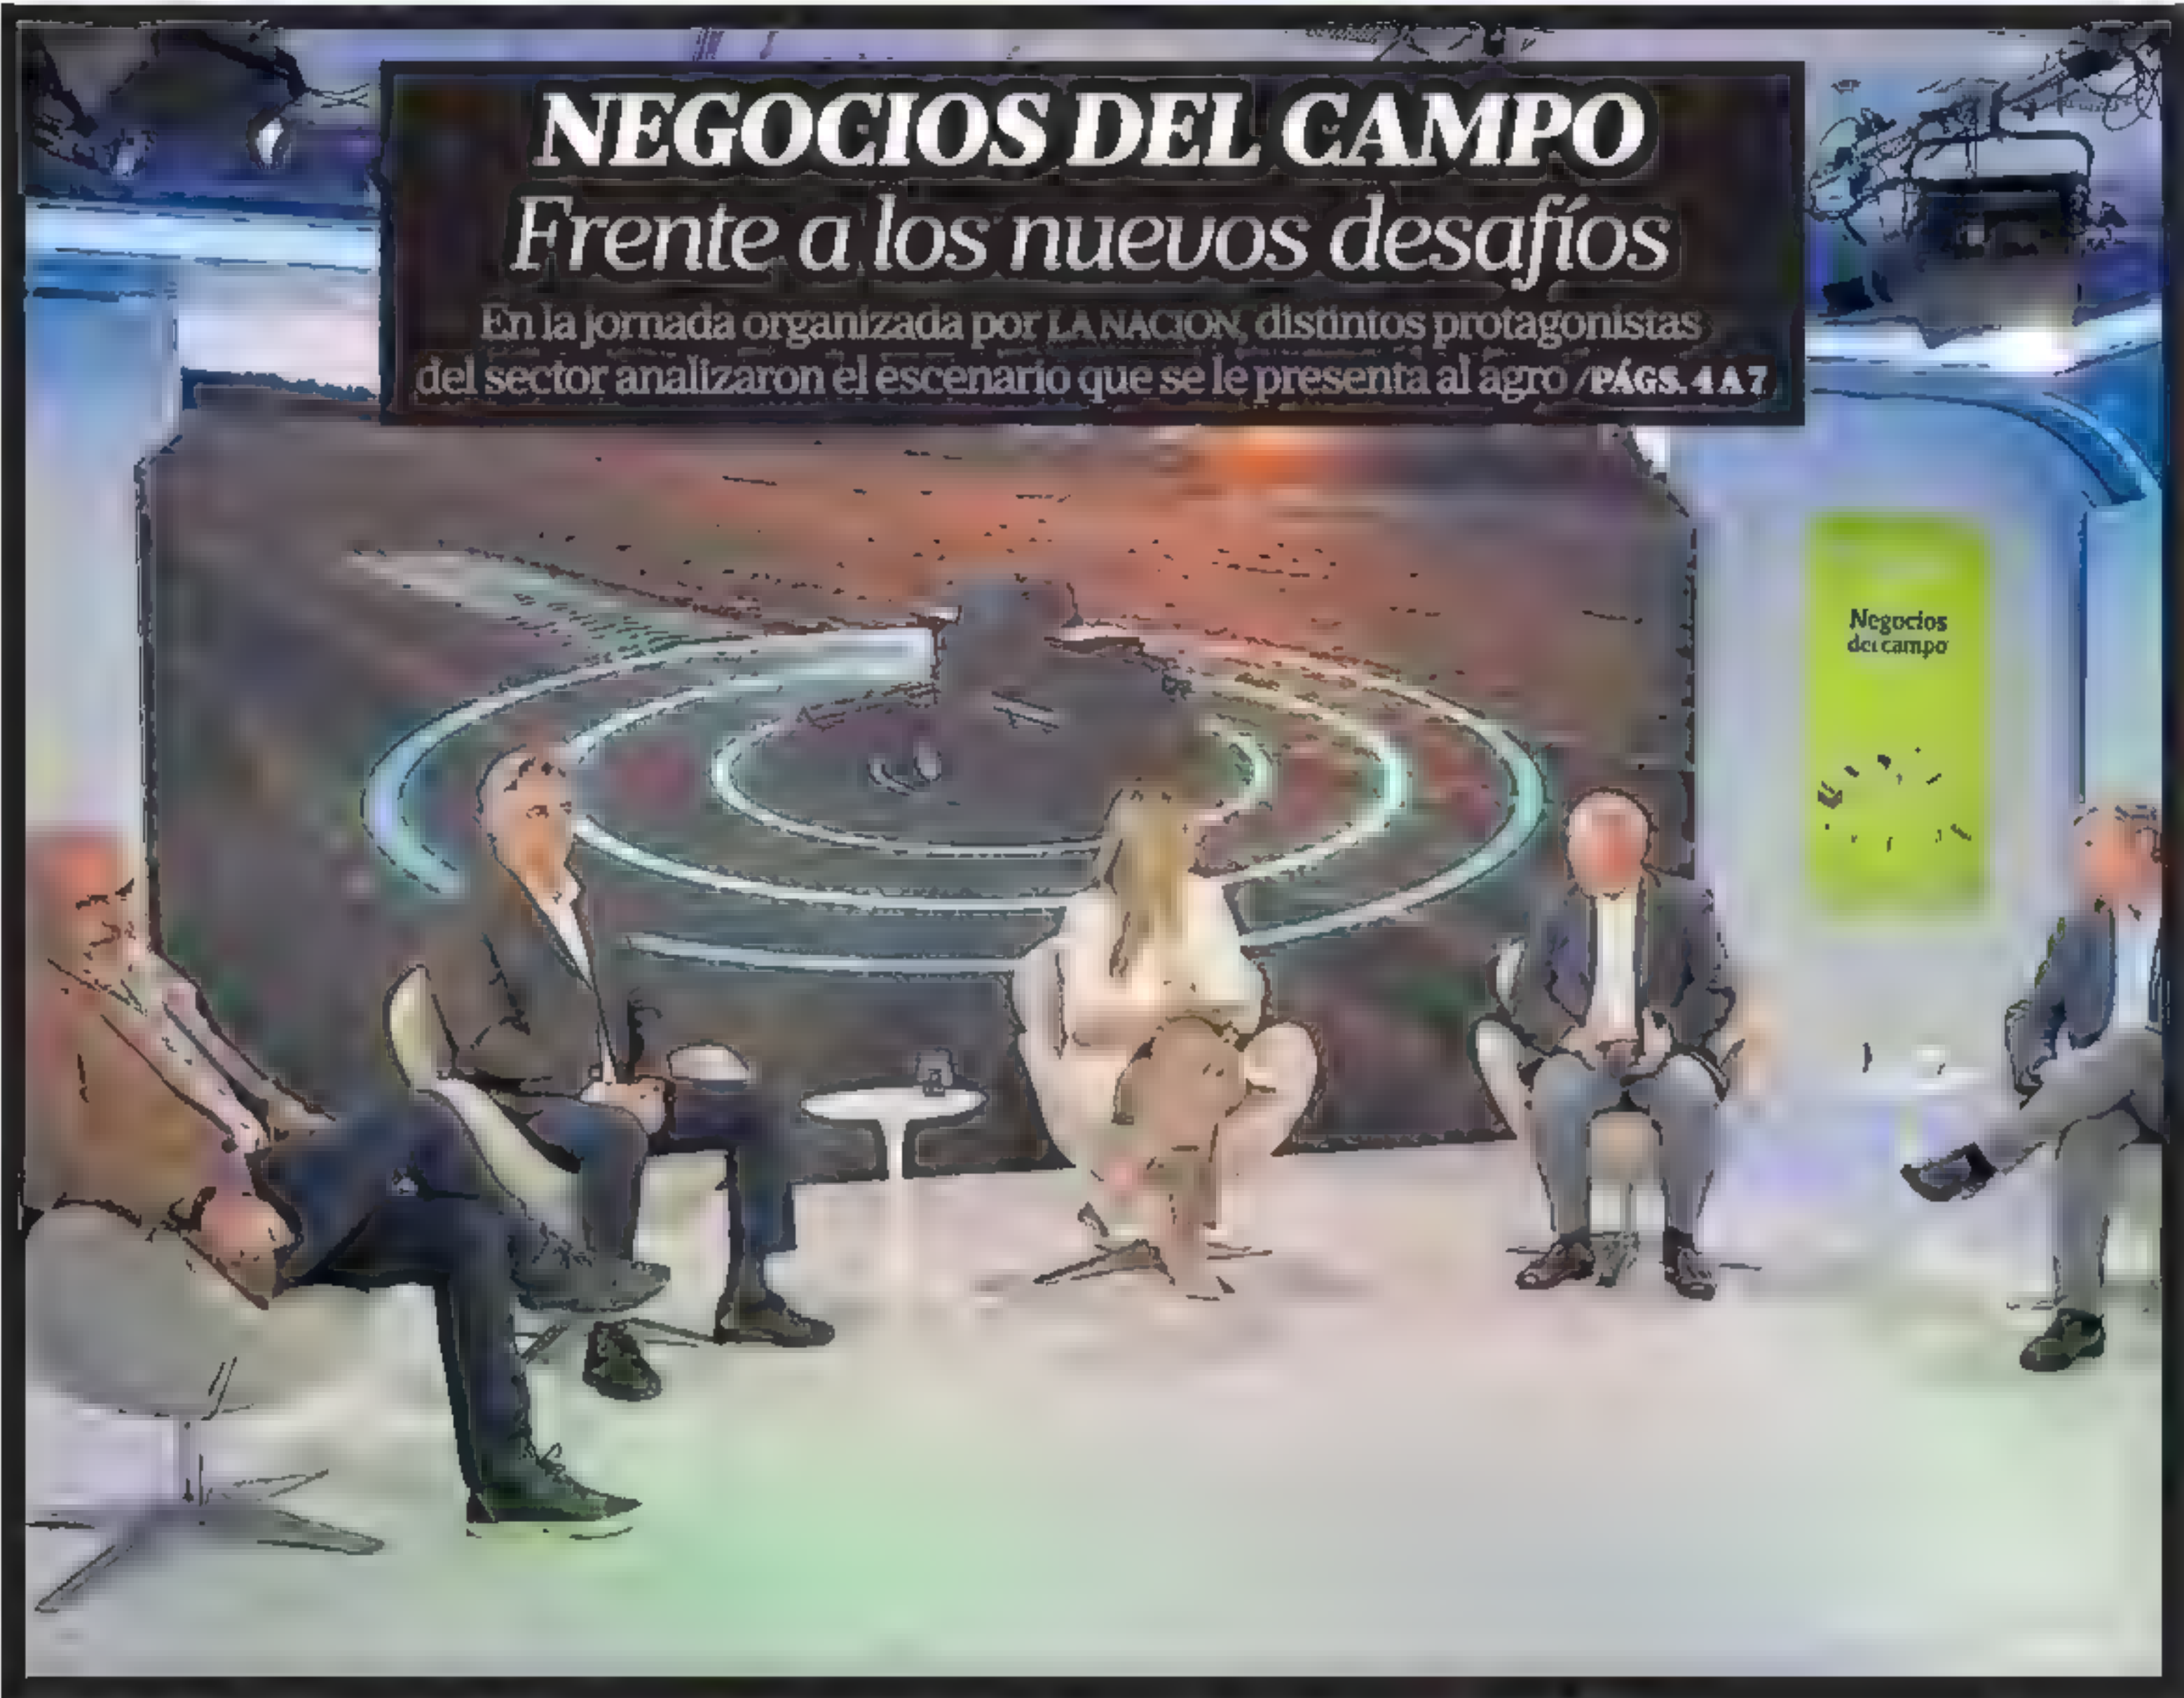 NEGOCIOS DEL CAMPO
Frente a los nuevos desafíos
En la jornada organizada por LA NACION, distintos protagonistas
del sector analizaron el escenario que se le presenta al agro /PÁGS. 4 A 7
Negocios
del campo